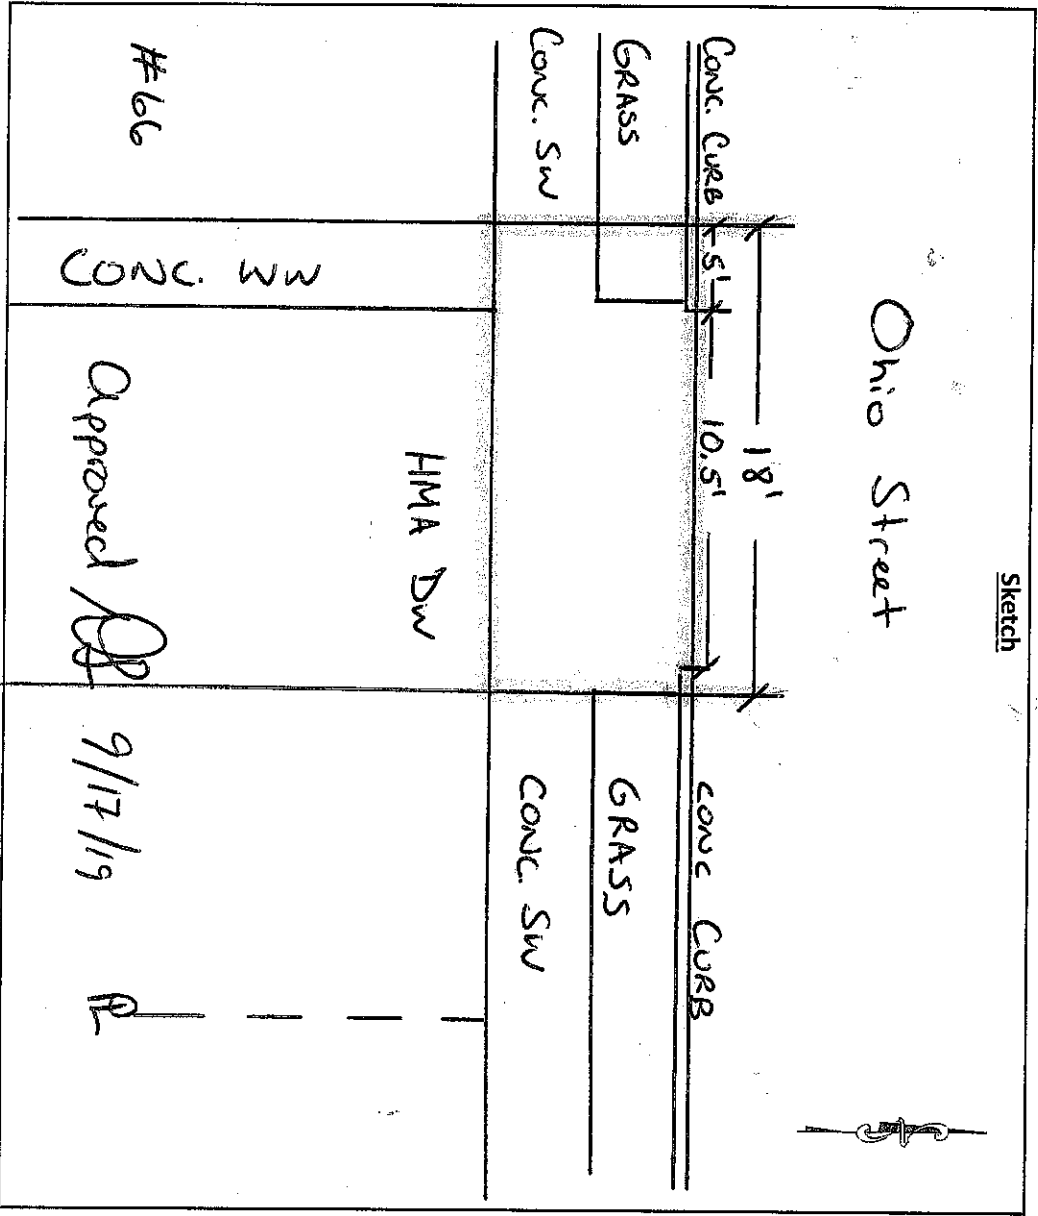 Sketch
Ohio Street
18'
5'
10.5'
CONC. CURB
CONC CURB
GRASS
GRASS
CONC. SW
CONC. SW
HMA DW
CONC. WW
#66
approved
9/17/19
PL